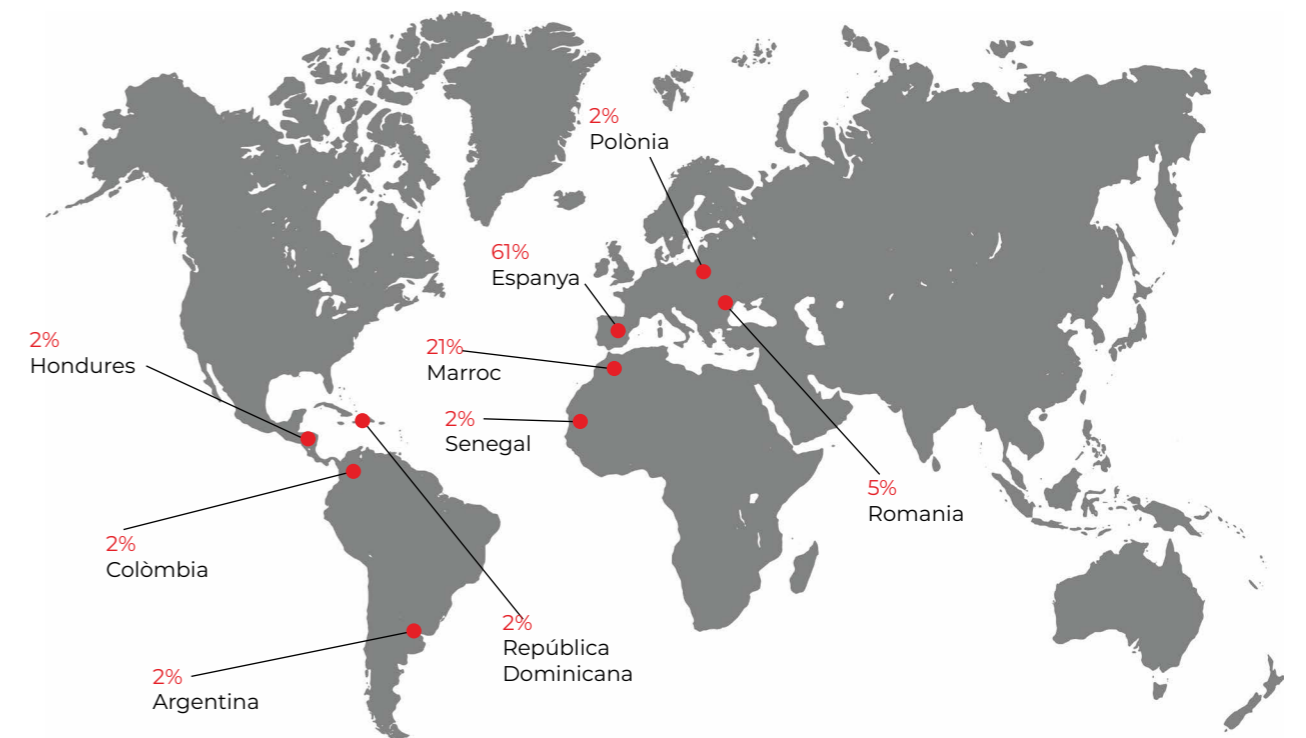 2%
Polònia
61%
Espanya
2%
Hondures
21%
Marroc
2%
Senegal
5%
Romania
2%
Colòmbia
2%
República
Dominicana
2%
Argentina